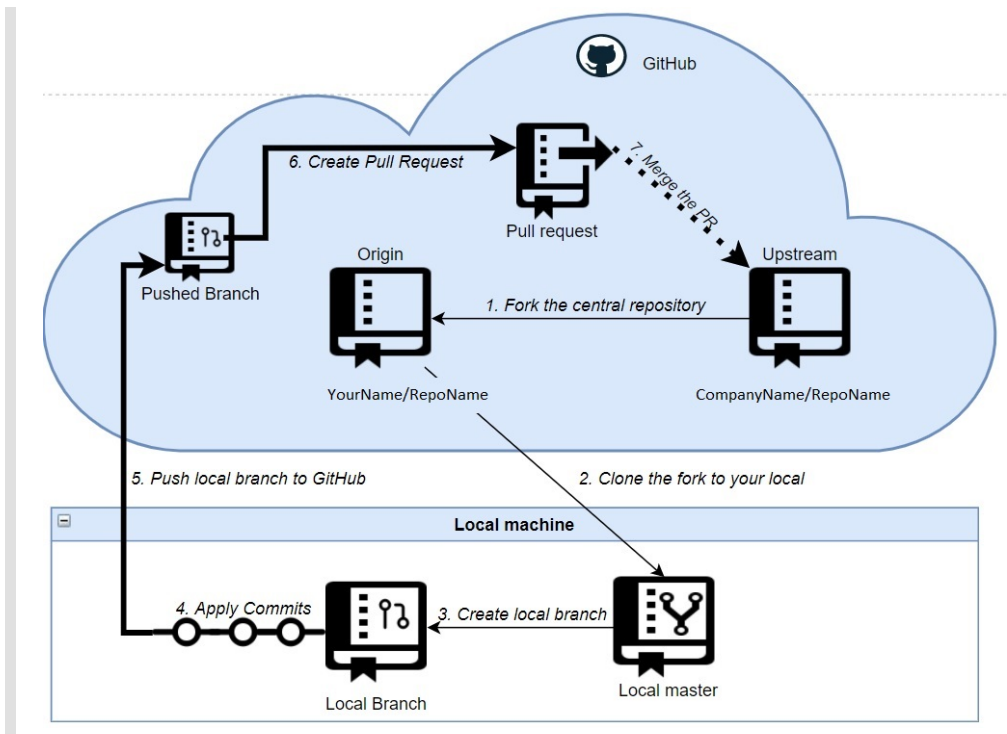 GitHub
6. Create Pull Request
7. Merge the PR
Pull request
Origin
Upstream
Pushed Branch
1. Fork the central repository
YourName/RepoName
CompanyName/RepoName
5. Push local branch to GitHub
2. Clone the fork to your local
Local machine
4. Apply Commits
3. Create local branch
Local Branch
Local master